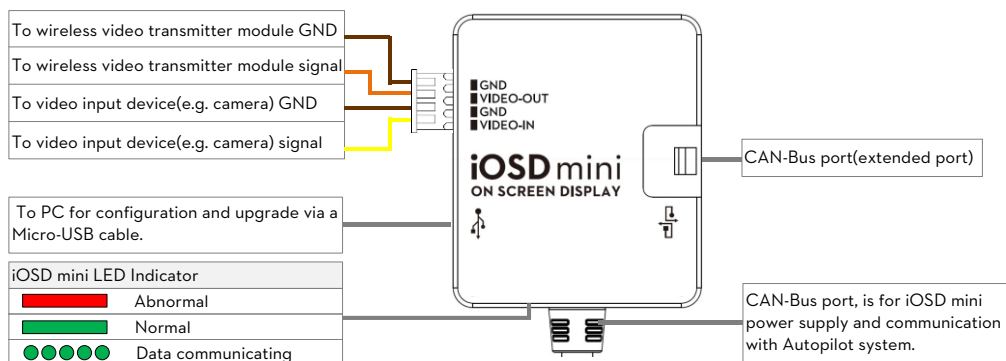 To wireless video transmitter module GND
To wireless video transmitter module signal
To video input device(e.g. camera) GND
To video input device(e.g. camera) signal
GND
VIDEO-OUT
GND
VIDEO-IN
iOSD mini
ON SCREEN DISPLAY
CAN-Bus port(extended port)
To PC for configuration and upgrade via a
Micro-USB cable.
iOSD mini LED Indicator
Abnormal
Normal
Data communicating
CAN-Bus port, is for iOSD mini
power supply and communication
with Autopilot system.